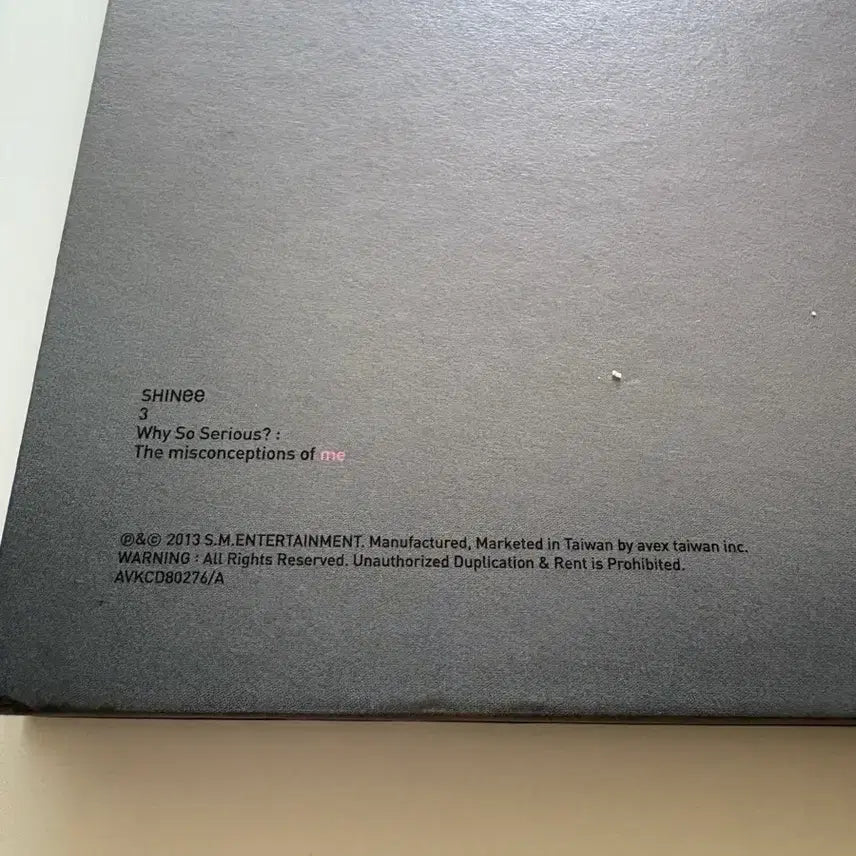 SHINee
3
Why So Serious? :
The misconceptions of me
℗&© 2013 S.M.ENTERTAINMENT. Manufactured, Marketed in Taiwan by avex taiwan inc.
WARNING : All Rights Reserved. Unauthorized Duplication & Rent is Prohibited.
AVKCD80276/A